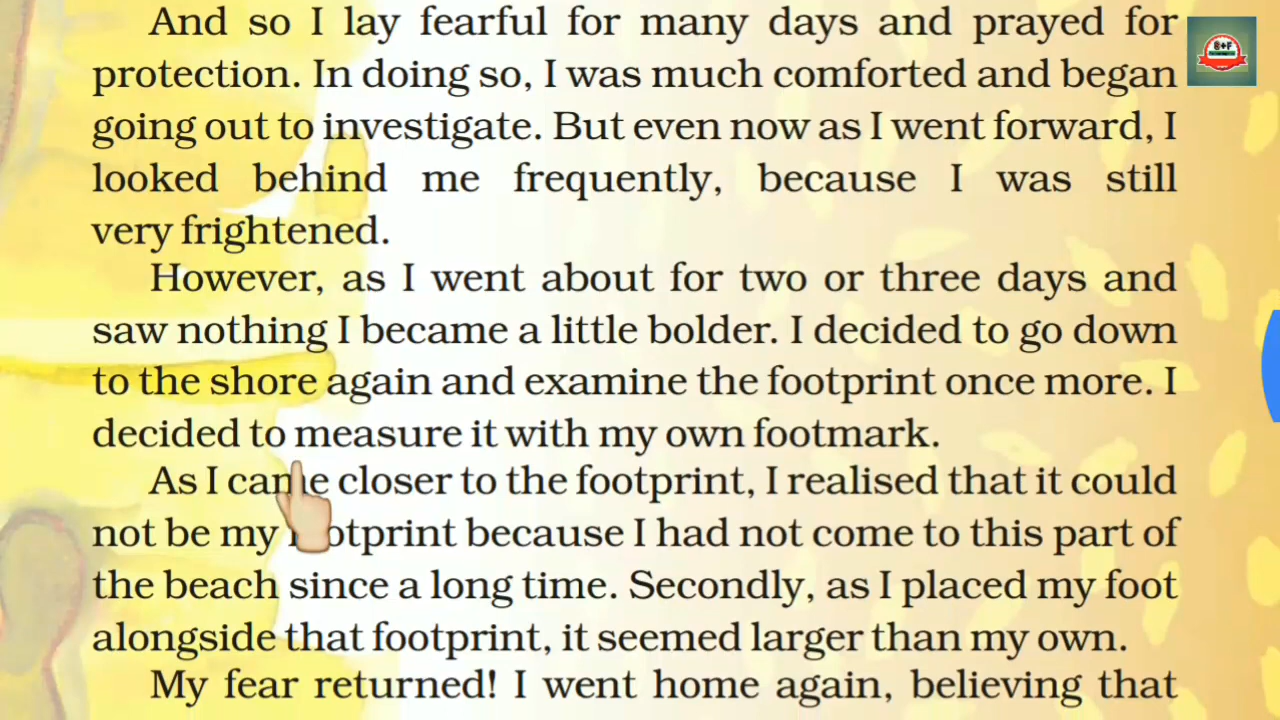 And so I lay fearful for many days and prayed for
protection. In doing so, I was much comforted and began
going out to investigate. But even now as I went forward, I
looked behind me frequently, because I was still
very frightened.
However, as I went about for two or three days and
saw nothing I became a little bolder. I decided to go down
to the shore again and examine the footprint once more. I
decided to measure it with my own footmark.
As I came closer to the footprint, I realised that it could
not be my footprint because I had not come to this part of
the beach since a long time. Secondly, as I placed my foot
alongside that footprint, it seemed larger than my own.
My fear returned! I went home again, believing that